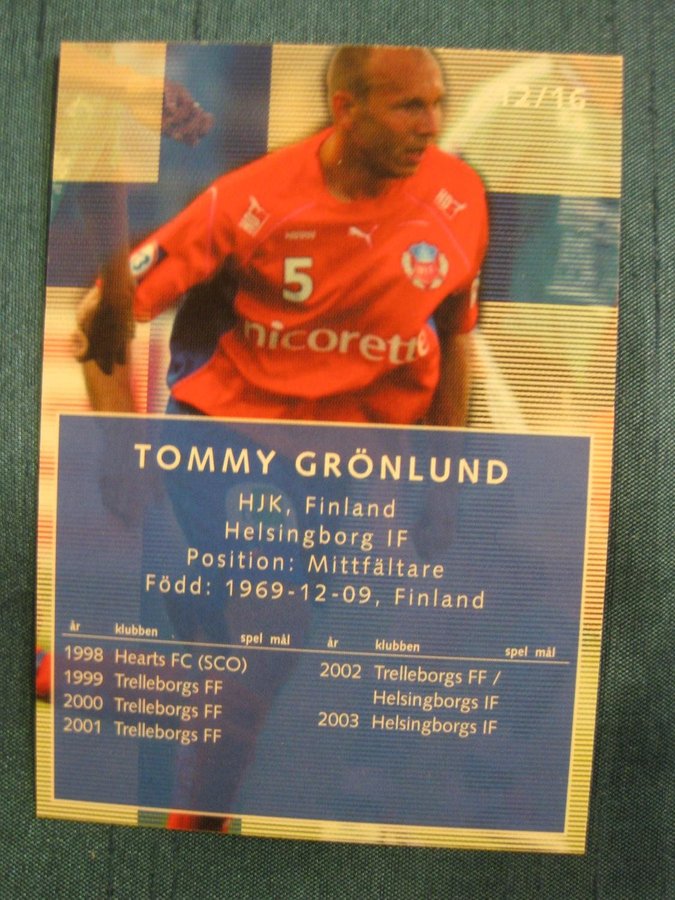 12/16
5
nicorette
TOMMY GRÖNLUND
HJK, Finland
Helsingborg IF
Position: Mittfältare
Född: 1969-12-09, Finland
år klubben spel mål
1998 Hearts FC (SCO)
1999 Trelleborgs FF
2000 Trelleborgs FF
2001 Trelleborgs FF
år klubben spel mål
2002 Trelleborgs FF /
Helsingborgs IF
2003 Helsingborgs IF